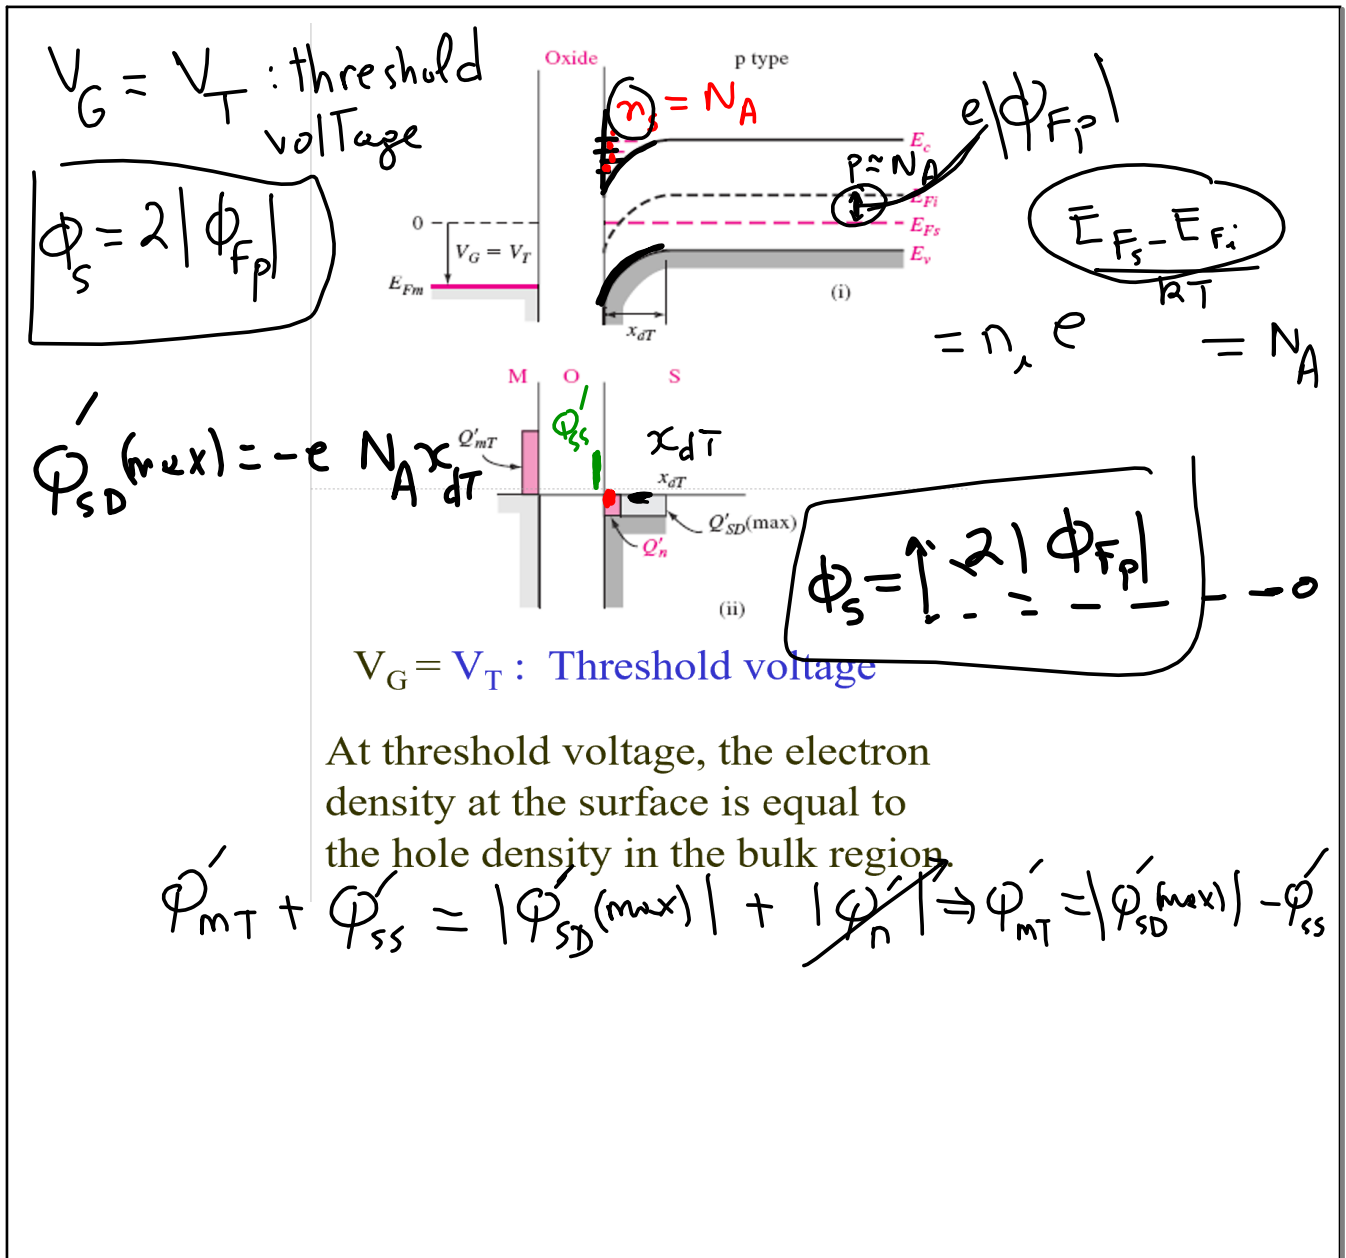 V_G = V_T : threshold
voltage
ϕ_s = 2|ϕ_Fp|
Oxide
p type
n_s = N_A
e|ϕ_Fp|
E_c
p ≈ N_A
E_Fi
E_Fs
E_v
0
V_G = V_T
E_Fm
x_dT
(i)
E_Fs - E_Fi
kT
= n_i e = N_A
M O S
Q'_ss
Q'_SD (max) = -e N_A x_dT
Q'_mT
x_dT
x_dT
Q'_SD(max)
Q'_n
(ii)
ϕ_s = 2|ϕ_Fp|
0
V_G = V_T : Threshold voltage
At threshold voltage, the electron
density at the surface is equal to
the hole density in the bulk region.
Q'_mT + Q'_ss = |Q'_SD (max)| + |Q'_n| ⇒ Q'_mT = |Q'_SD (max)| - Q'_ss